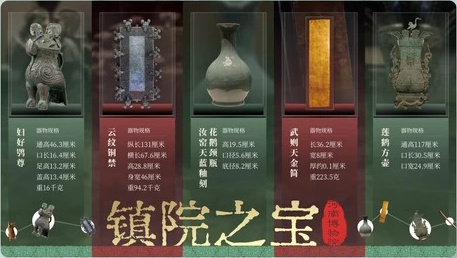 妇好鸮尊
器物规格
通高46.3厘米
口长16.4厘米
足高13.2厘米
盖高13.4厘米
重16千克
云纹铜禁
器物规格
纵长131厘米
横长67.6厘米
高28.8厘米
身宽46厘米
重94.2千克
汝窑天蓝釉刻
花鹅颈瓶
器物规格
高19.5厘米
口径5.6厘米
底径8.2厘米
武则天金简
器物规格
长36.2厘米
宽8厘米
厚约0.1厘米
重223.5克
莲鹤方壶
器物规格
通高117厘米
口长30.5厘米
口宽24.9厘米
镇院之宝
河南博物院